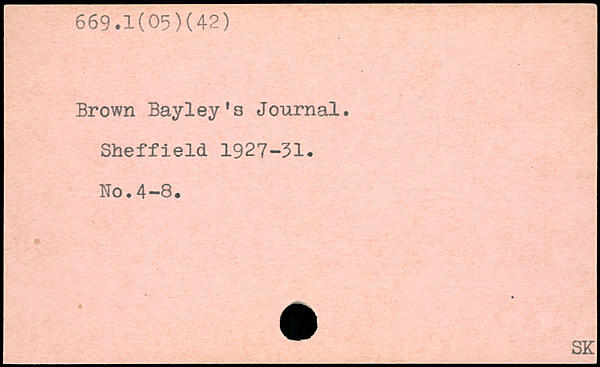 669.1(05)(42)
Brown Bayley's Journal.
Sheffield 1927-31.
No.4-8.
SK